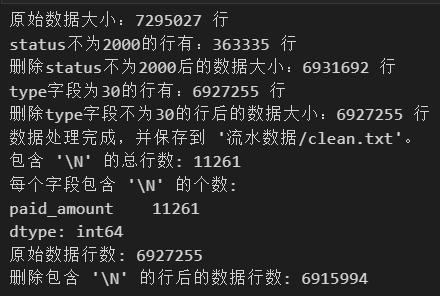 原始数据大小: 7295027 行
status不为2000的行有: 363335 行
删除status不为2000后的数据大小: 6931692 行
type字段为30的行有: 6927255 行
删除type字段不为30的行后的数据大小: 6927255 行
数据处理完成，并保存到 '流水数据/clean.txt'。
包含 '\N' 的总行数: 11261
每个字段包含 '\N' 的个数:
paid_amount    11261
dtype: int64
原始数据行数: 6927255
删除包含 '\N' 的行后的数据行数: 6915994